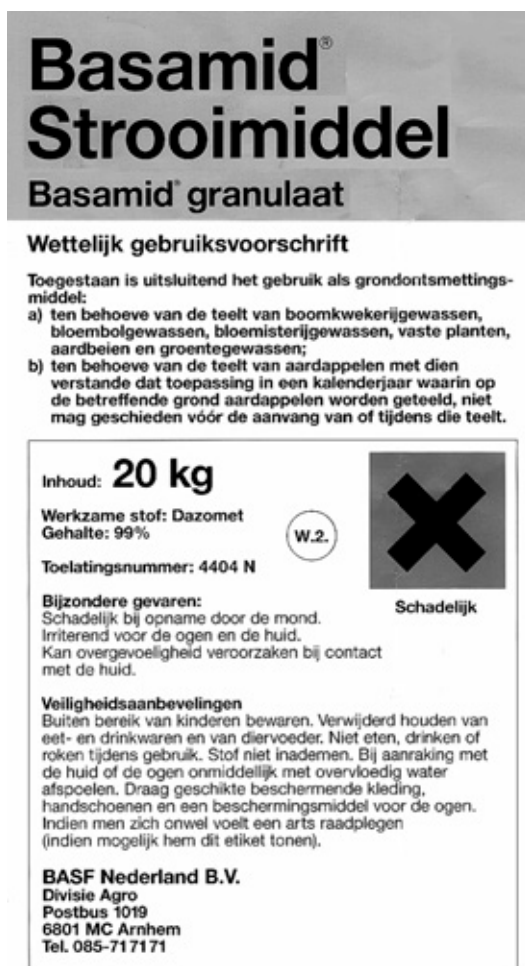 Basamid®
Strooimiddel
Basamid® granulaat
Wettelijk gebruiksvoorschrift
Toegestaan is uitsluitend het gebruik als grondontsmettings-
middel:
a) ten behoeve van de teelt van boomkwekerijgewassen,
bloembolgewassen, bloemisterijgewassen, vaste planten,
aardbeien en groentegewassen;
b) ten behoeve van de teelt van aardappelen met dien
verstande dat toepassing in een kalenderjaar waarin op
de betreffende grond aardappelen worden geteeld, niet
mag geschieden vóór de aanvang van of tijdens die teelt.
Inhoud: 20 kg
Werkzame stof: Dazomet
Gehalte: 99%
W.2.
Toelatingsnummer: 4404 N
Schadelijk
Bijzondere gevaren:
Schadelijk bij opname door de mond.
Irriterend voor de ogen en de huid.
Kan overgevoeligheid veroorzaken bij contact
met de huid.
Veiligheidsaanbevelingen
Buiten bereik van kinderen bewaren. Verwijderd houden van
eet- en drinkwaren en van diervoeder. Niet eten, drinken of
roken tijdens gebruik. Stof niet inademen. Bij aanraking met
de huid of de ogen onmiddellijk met overvloedig water
afspoelen. Draag geschikte beschermende kleding,
handschoenen en een beschermingsmiddel voor de ogen.
Indien men zich onwel voelt een arts raadplegen
(indien mogelijk hem dit etiket tonen).
BASF Nederland B.V.
Divisie Agro
Postbus 1019
6801 MC Arnhem
Tel. 085-717171